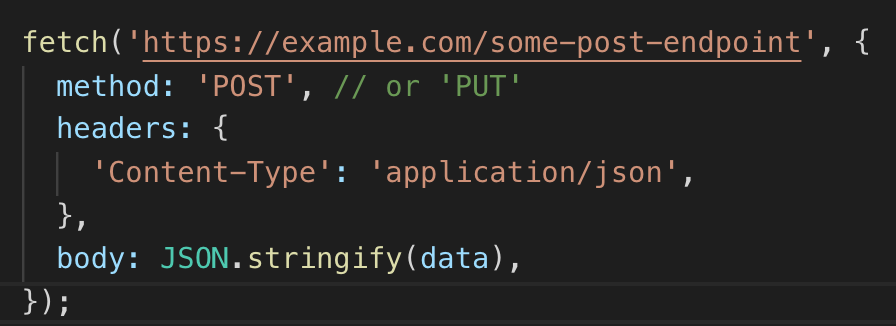 fetch('https://example.com/some-post-endpoint', {
  method: 'POST', // or 'PUT'
  headers: {
    'Content-Type': 'application/json',
  },
  body: JSON.stringify(data),
});